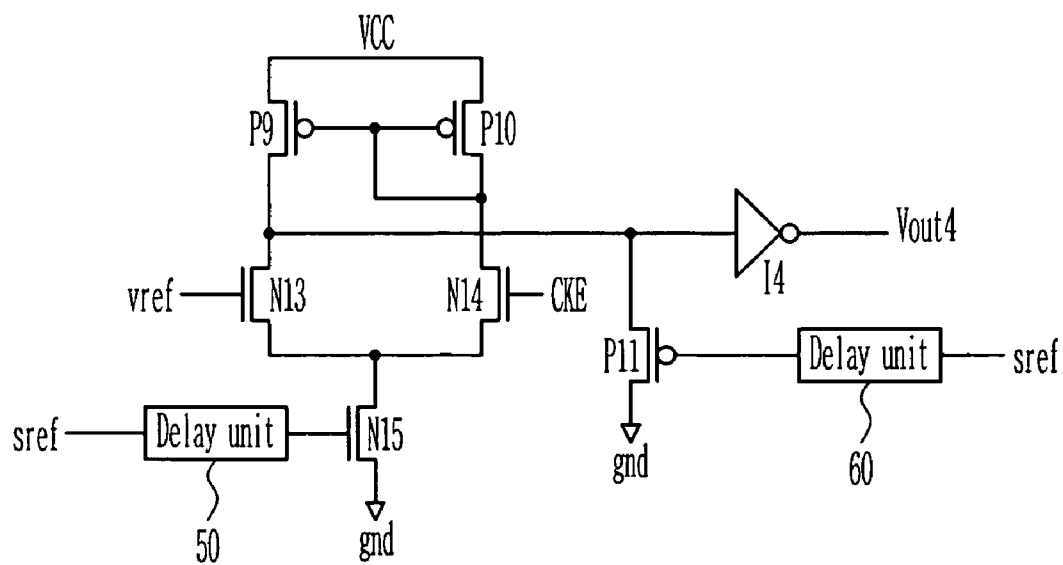 VCC
P9
P10
Vout4
I4
vref
N13
N14
CKE
P11
Delay unit
sref
sref
Delay unit
N15
gnd
60
50
gnd